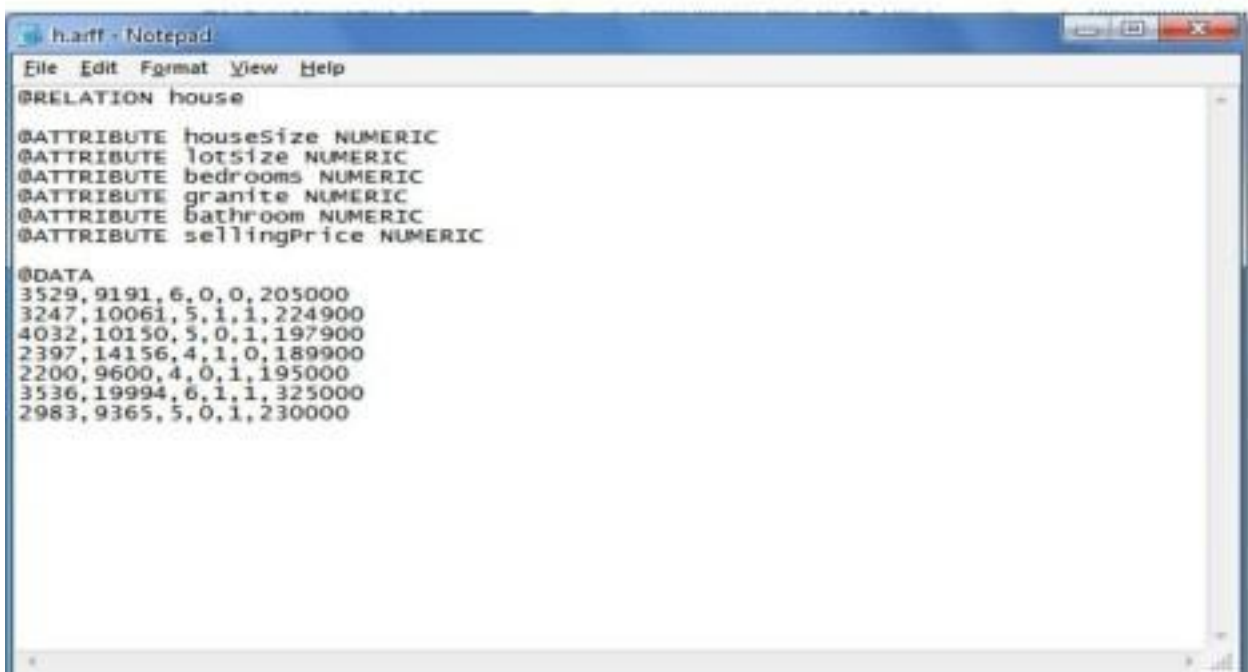 h.arff - Notepad
File Edit Format View Help
@RELATION house
@ATTRIBUTE houseSize NUMERIC
@ATTRIBUTE lotSize NUMERIC
@ATTRIBUTE bedrooms NUMERIC
@ATTRIBUTE granite NUMERIC
@ATTRIBUTE bathroom NUMERIC
@ATTRIBUTE sellingPrice NUMERIC
@DATA
3529,9191,6,0,0,205000
3247,10061,5,1,1,224900
4032,10150,5,0,1,197900
2397,14156,4,1,0,189900
2200,9600,4,0,1,195000
3536,19994,6,1,1,325000
2983,9365,5,0,1,230000